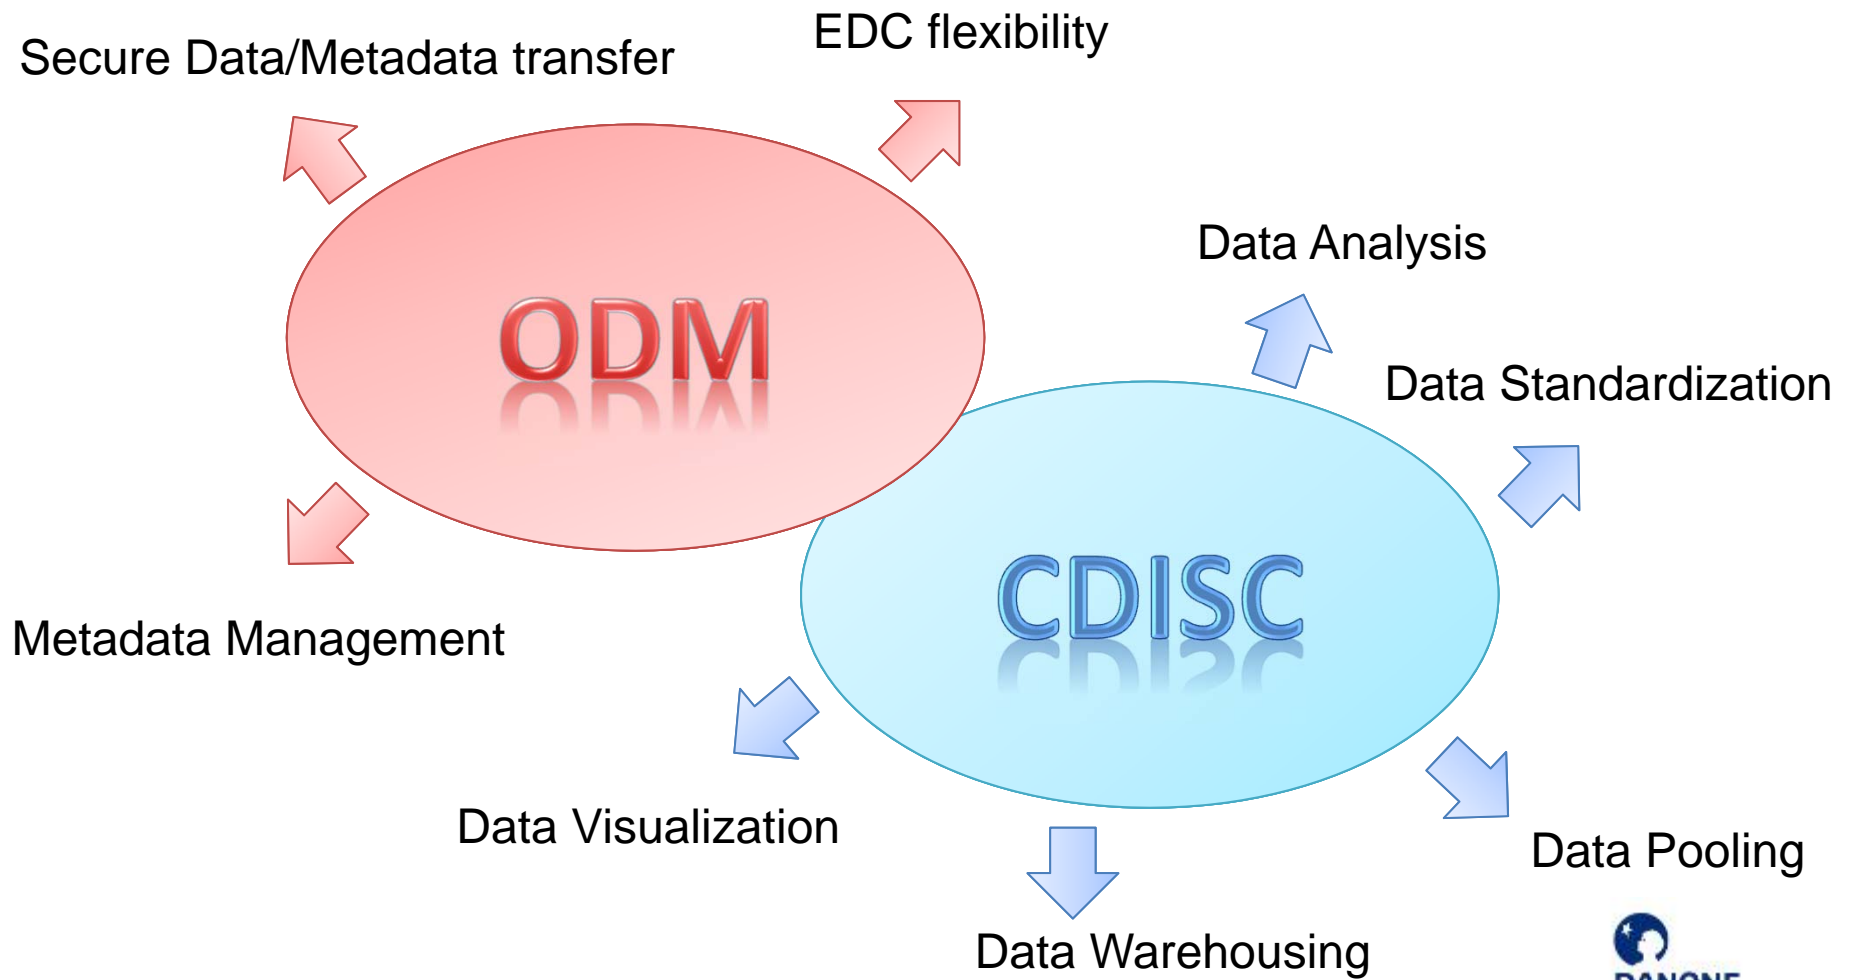 EDC flexibility
Secure Data/Metadata transfer
Data Analysis
ODM
Data Standardization
CDISC
Metadata Management
Data Visualization
Data Pooling
Data Warehousing
DANONE